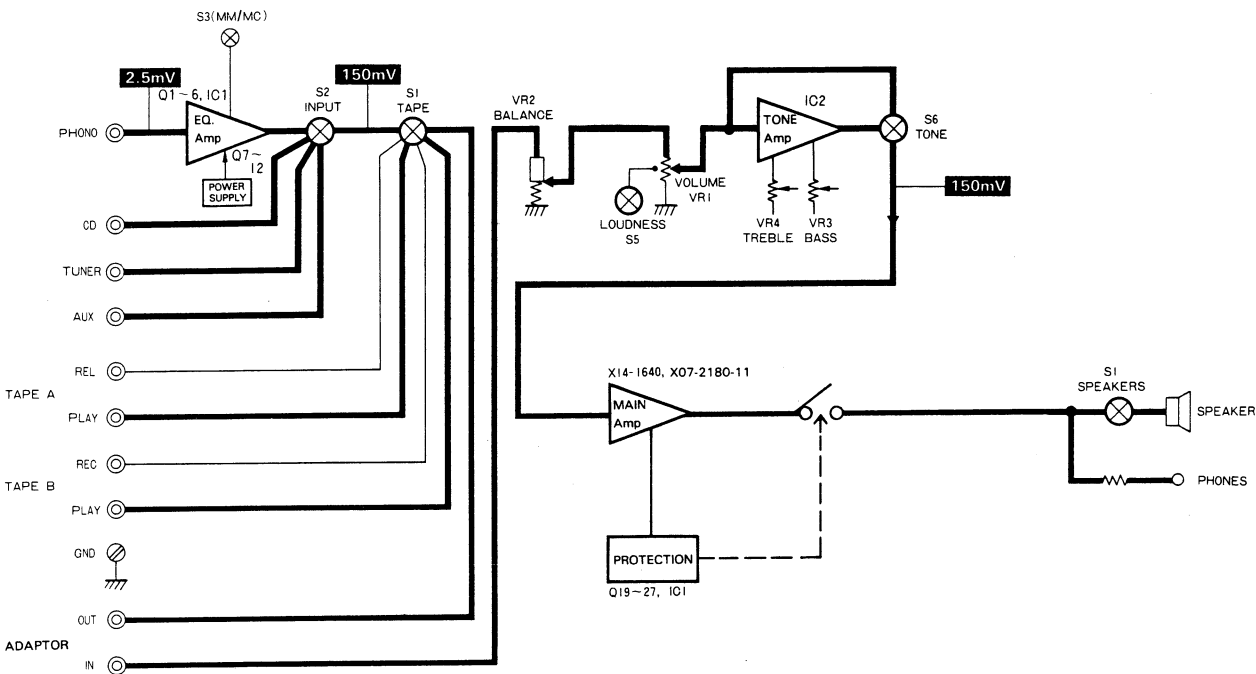 S3(MM/MC)
2.5mV
Q1~6, IC1
150mV
S2
INPUT
S1
TAPE
PHONO
EQ.
Amp
Q7~
12
POWER
SUPPLY
VR2
BALANCE
VOLUME
VR1
LOUDNESS
S5
IC2
TONE
Amp
S6
TONE
VR4
TREBLE
VR3
BASS
150mV
CD
TUNER
AUX
REL
TAPE A
PLAY
REC
TAPE B
PLAY
GND
OUT
ADAPTOR
IN
X14-1640, X07-2180-11
MAIN
Amp
PROTECTION
Q19~27, IC1
S1
SPEAKERS
SPEAKER
PHONES